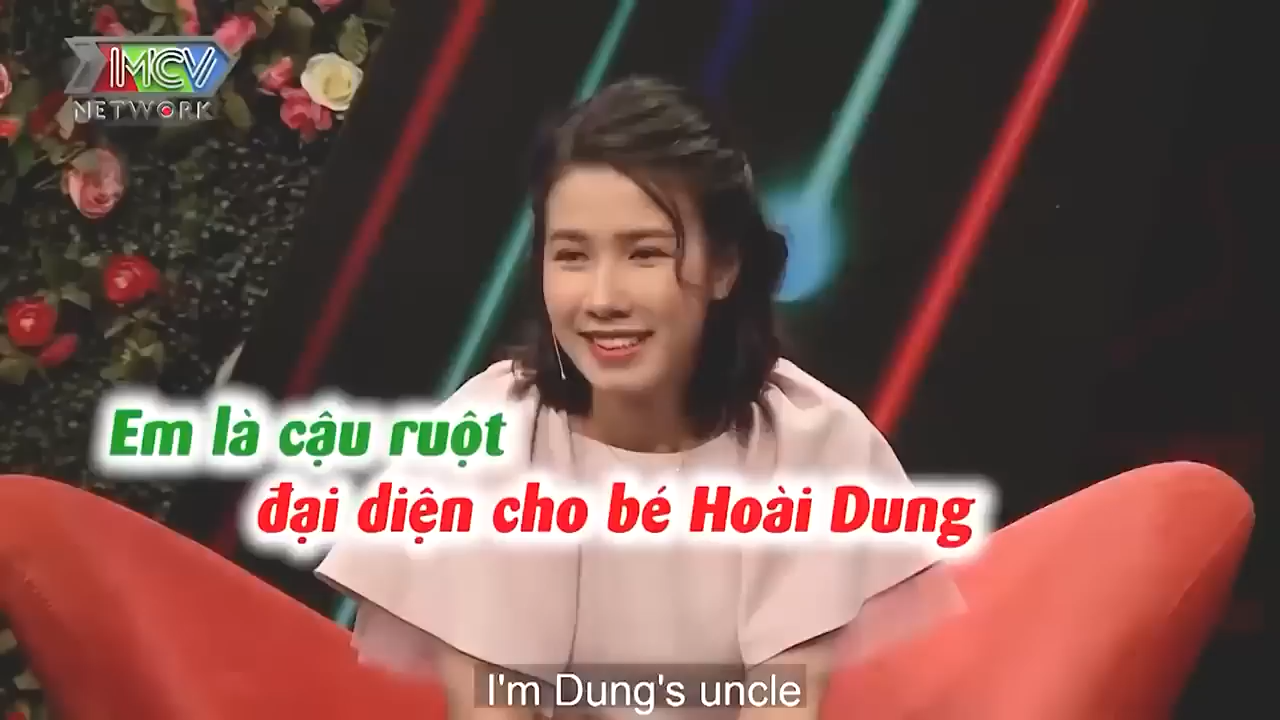 MCV
NETWORK
Em là cậu ruột
đại diện cho bé Hoài Dung
I'm Dung's uncle